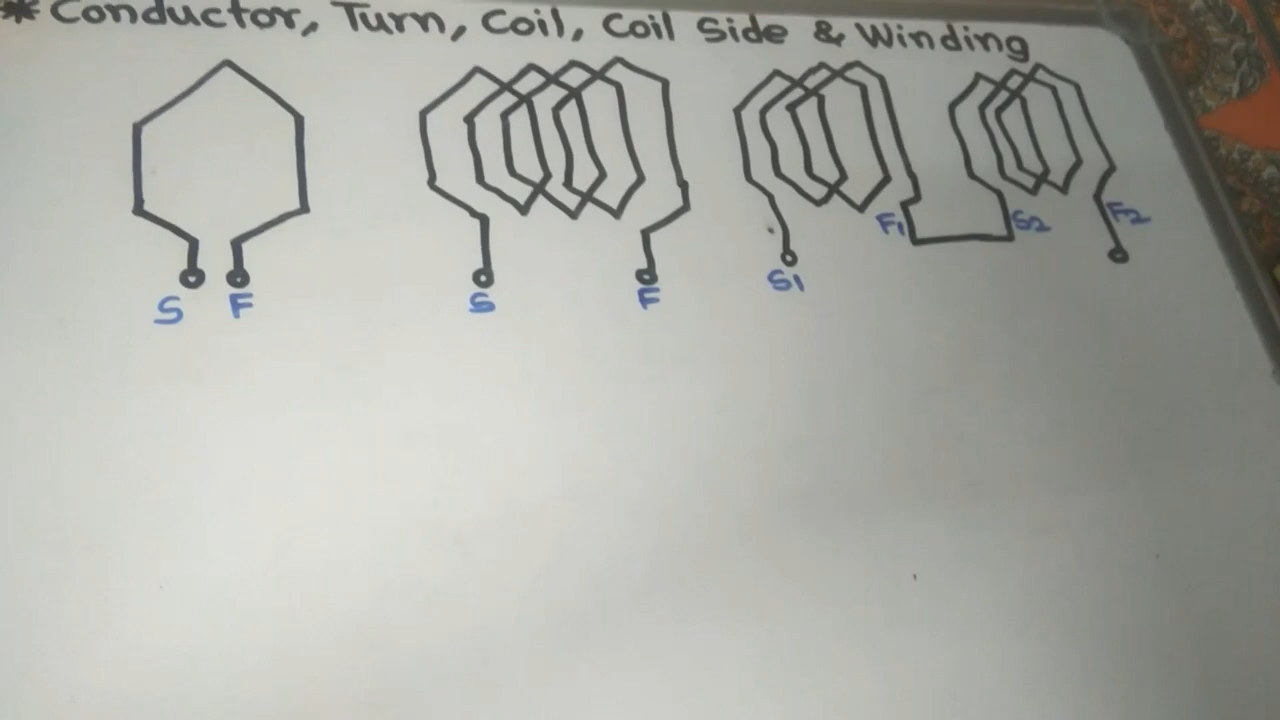 * Conductor, Turn, Coil, Coil Side & Winding
F1 S2 F2
S F S F S1